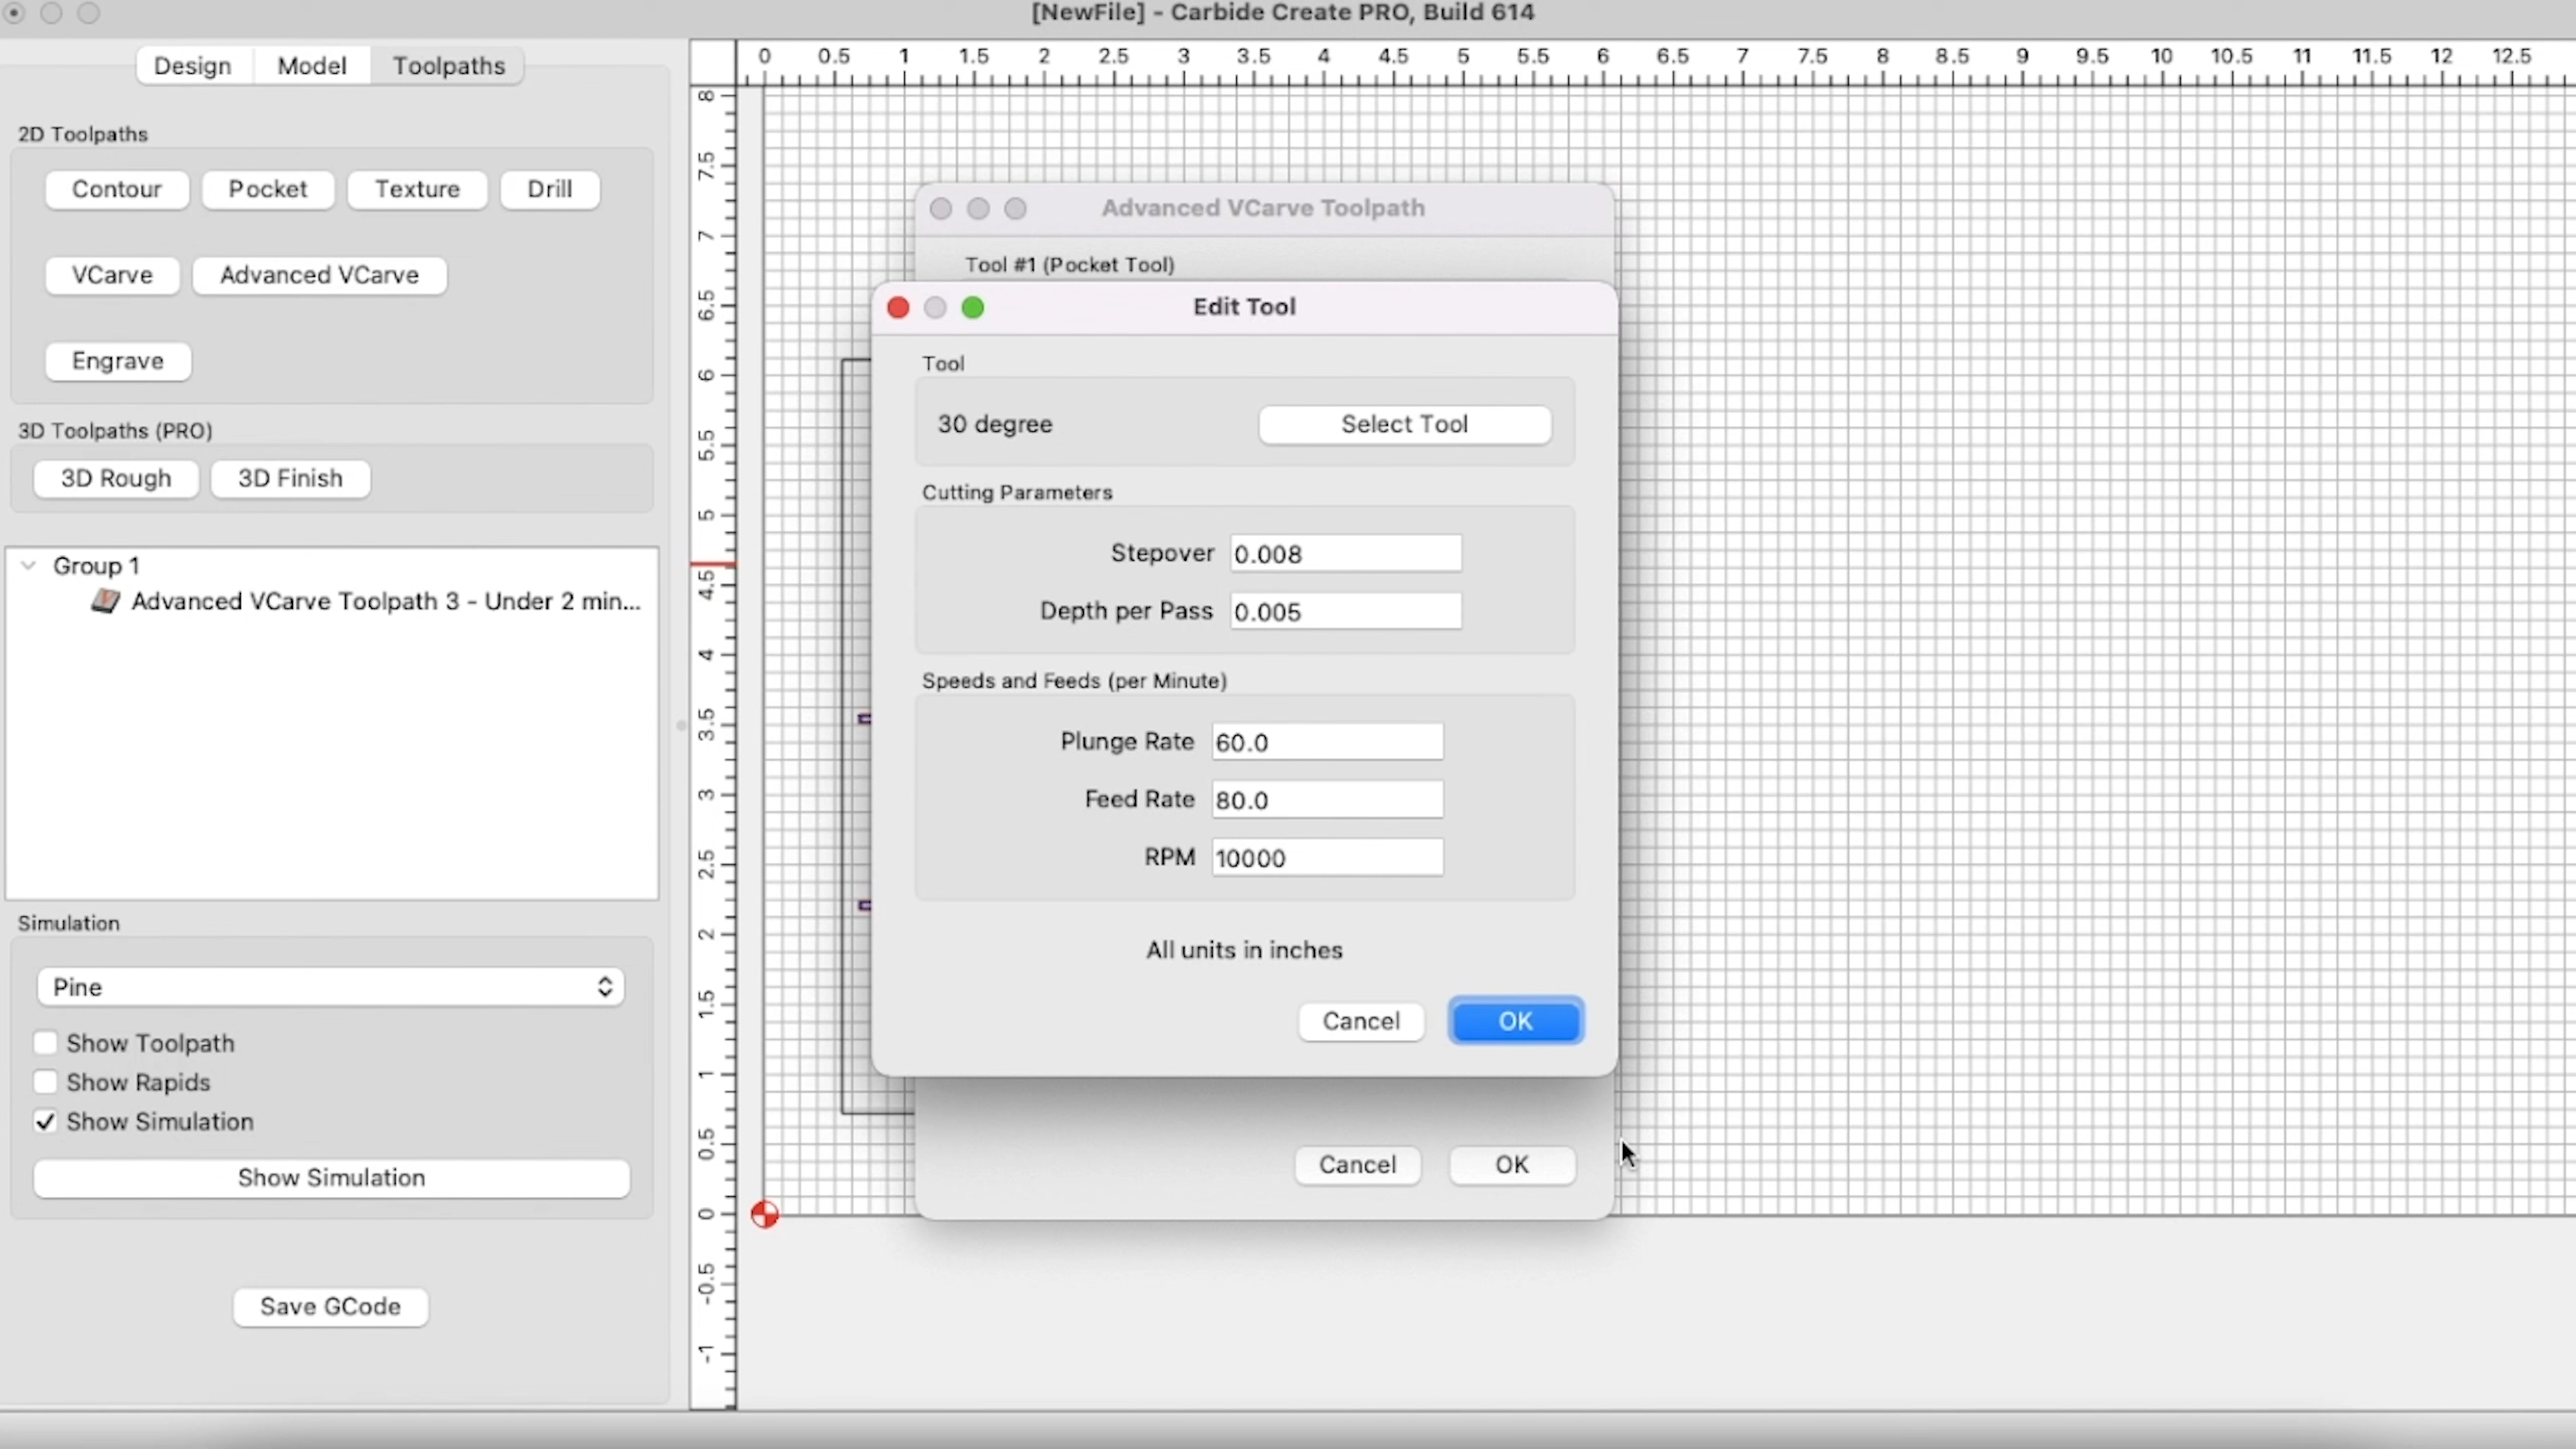 [NewFile] - Carbide Create PRO, Build 614
Design Model Toolpaths
0 0.5 1 1.5 2 2.5 3 3.5 4 4.5 5 5.5 6 6.5 7 7.5 8 8.5 9 9.5 10 10.5 11 11.5 12 12.5
8
7.5
7
6.5
6
5.5
5
4.5
4
3.5
3
2.5
2
1.5
1
0.5
0
-0.5
-1
2D Toolpaths
Contour Pocket Texture Drill
VCarve Advanced VCarve
Engrave
3D Toolpaths (PRO)
3D Rough 3D Finish
Group 1
Advanced VCarve Toolpath 3 - Under 2 min...
Simulation
Pine
Show Toolpath
Show Rapids
Show Simulation
Show Simulation
Save GCode
Advanced VCarve Toolpath
Tool #1 (Pocket Tool)
Edit Tool
Tool
30 degree Select Tool
Cutting Parameters
Stepover 0.008
Depth per Pass 0.005
Speeds and Feeds (per Minute)
Plunge Rate 60.0
Feed Rate 80.0
RPM 10000
All units in inches
Cancel OK
Cancel OK